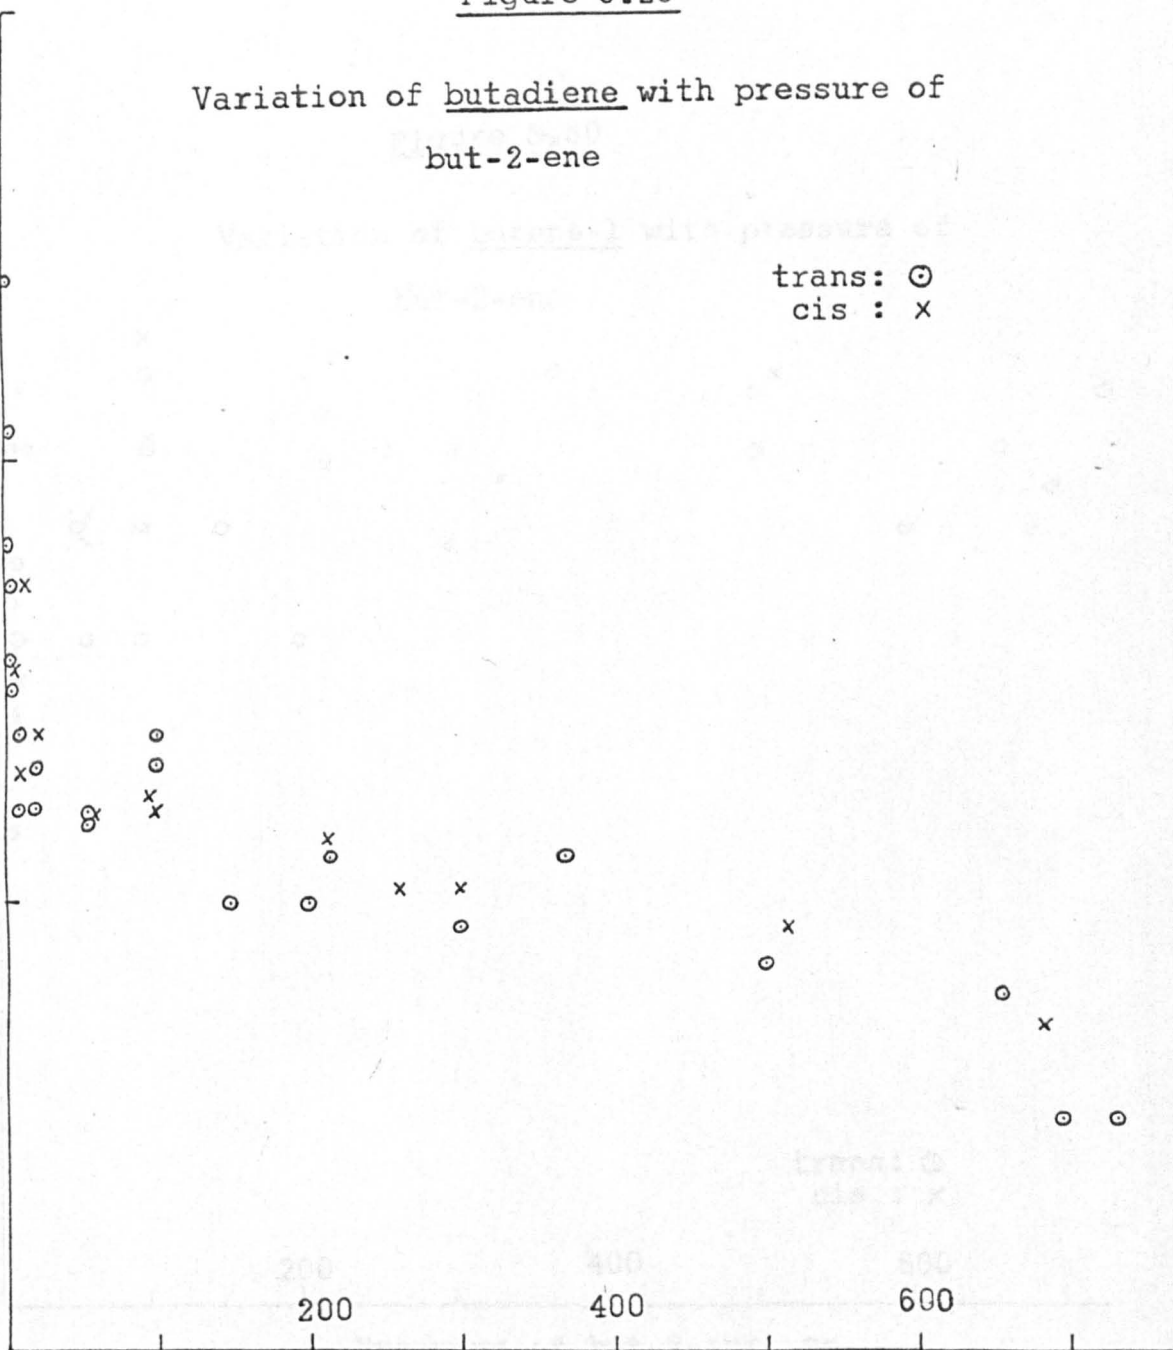 Variation of butadiene with pressure of
but-2-ene
trans: ⊙
cis : x
200 400 600